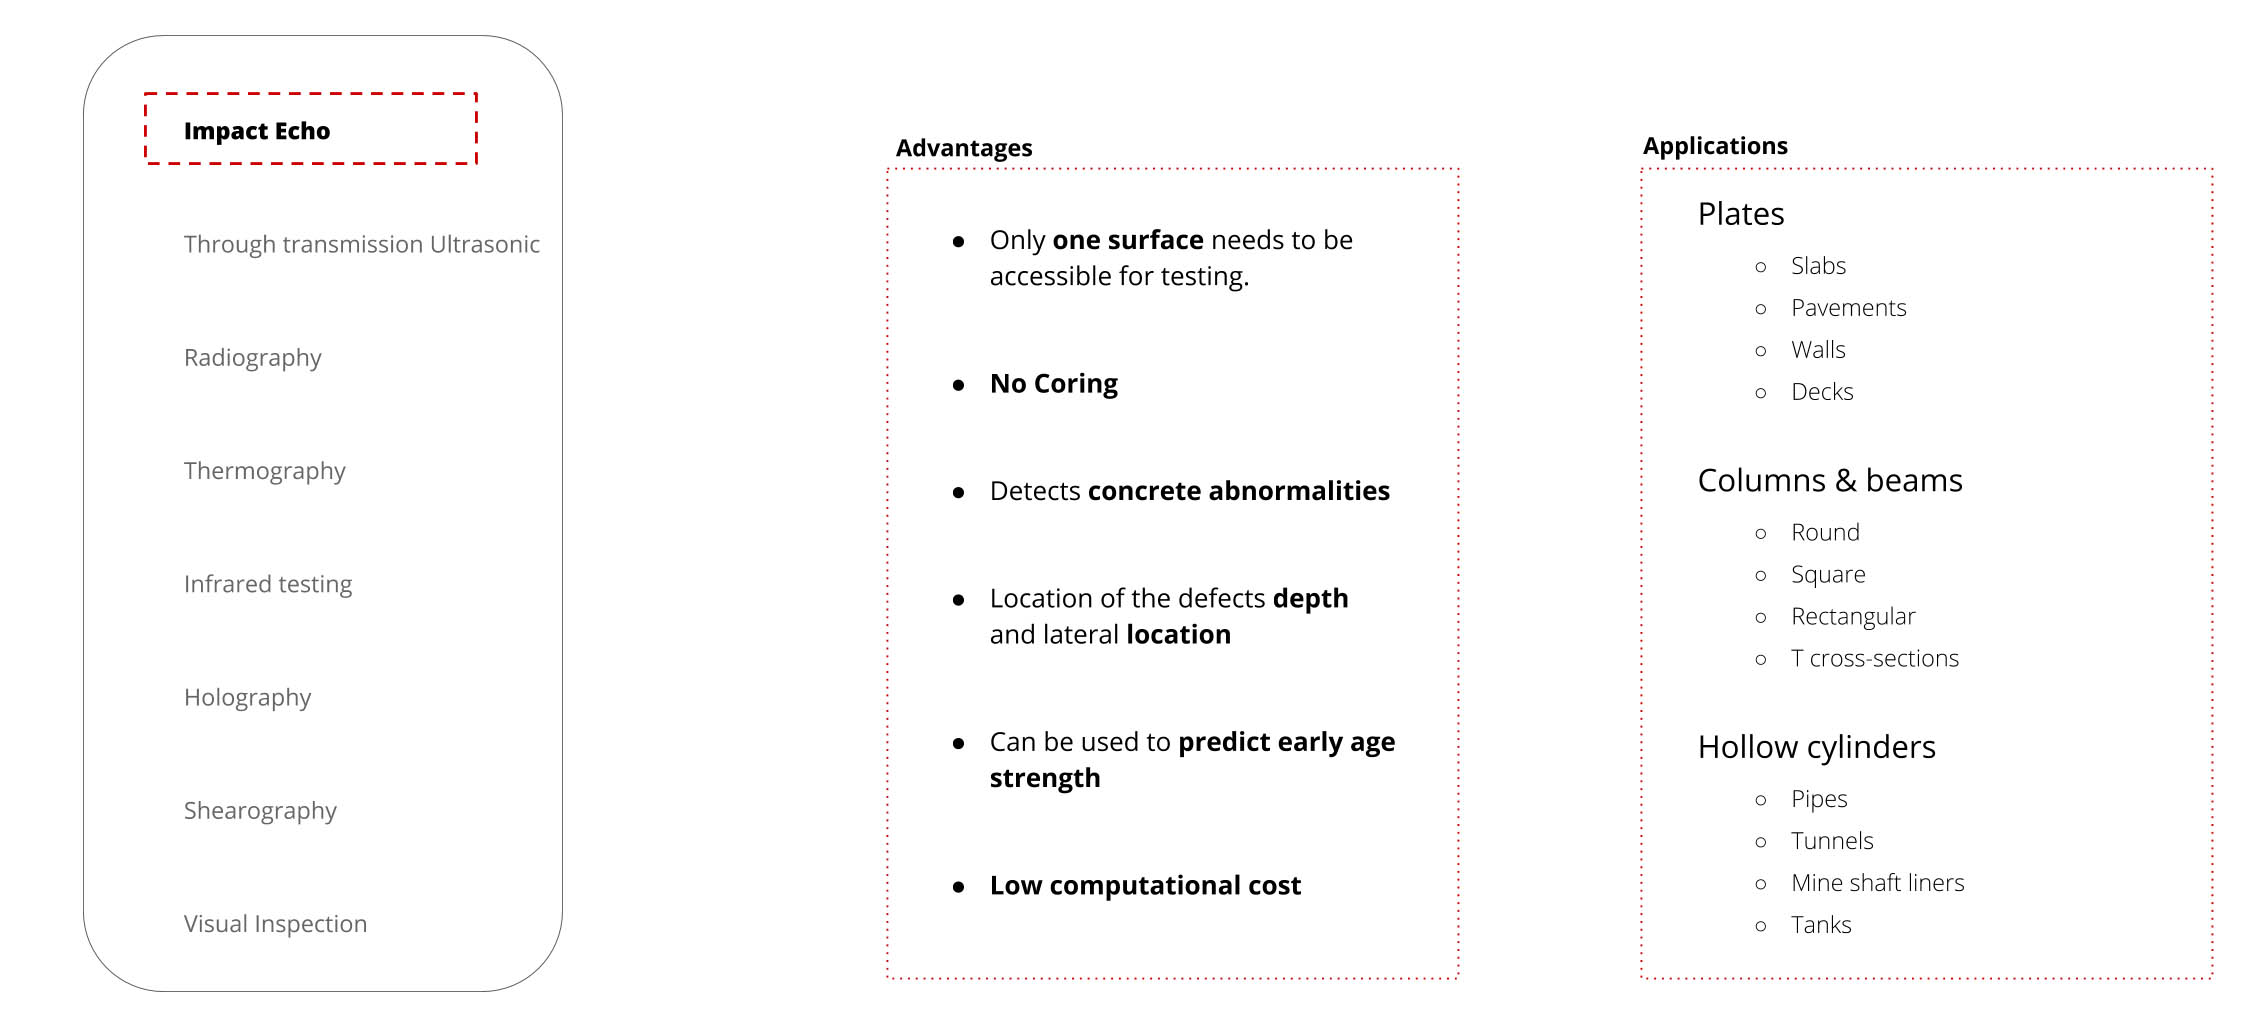 Impact Echo
Through transmission Ultrasonic
Radiography
Thermography
Infrared testing
Holography
Shearography
Visual Inspection
Advantages
● Only one surface needs to be
accessible for testing.
● No Coring
● Detects concrete abnormalities
● Location of the defects depth
and lateral location
● Can be used to predict early age
strength
● Low computational cost
Applications
Plates
○ Slabs
○ Pavements
○ Walls
○ Decks
Columns & beams
○ Round
○ Square
○ Rectangular
○ T cross-sections
Hollow cylinders
○ Pipes
○ Tunnels
○ Mine shaft liners
○ Tanks